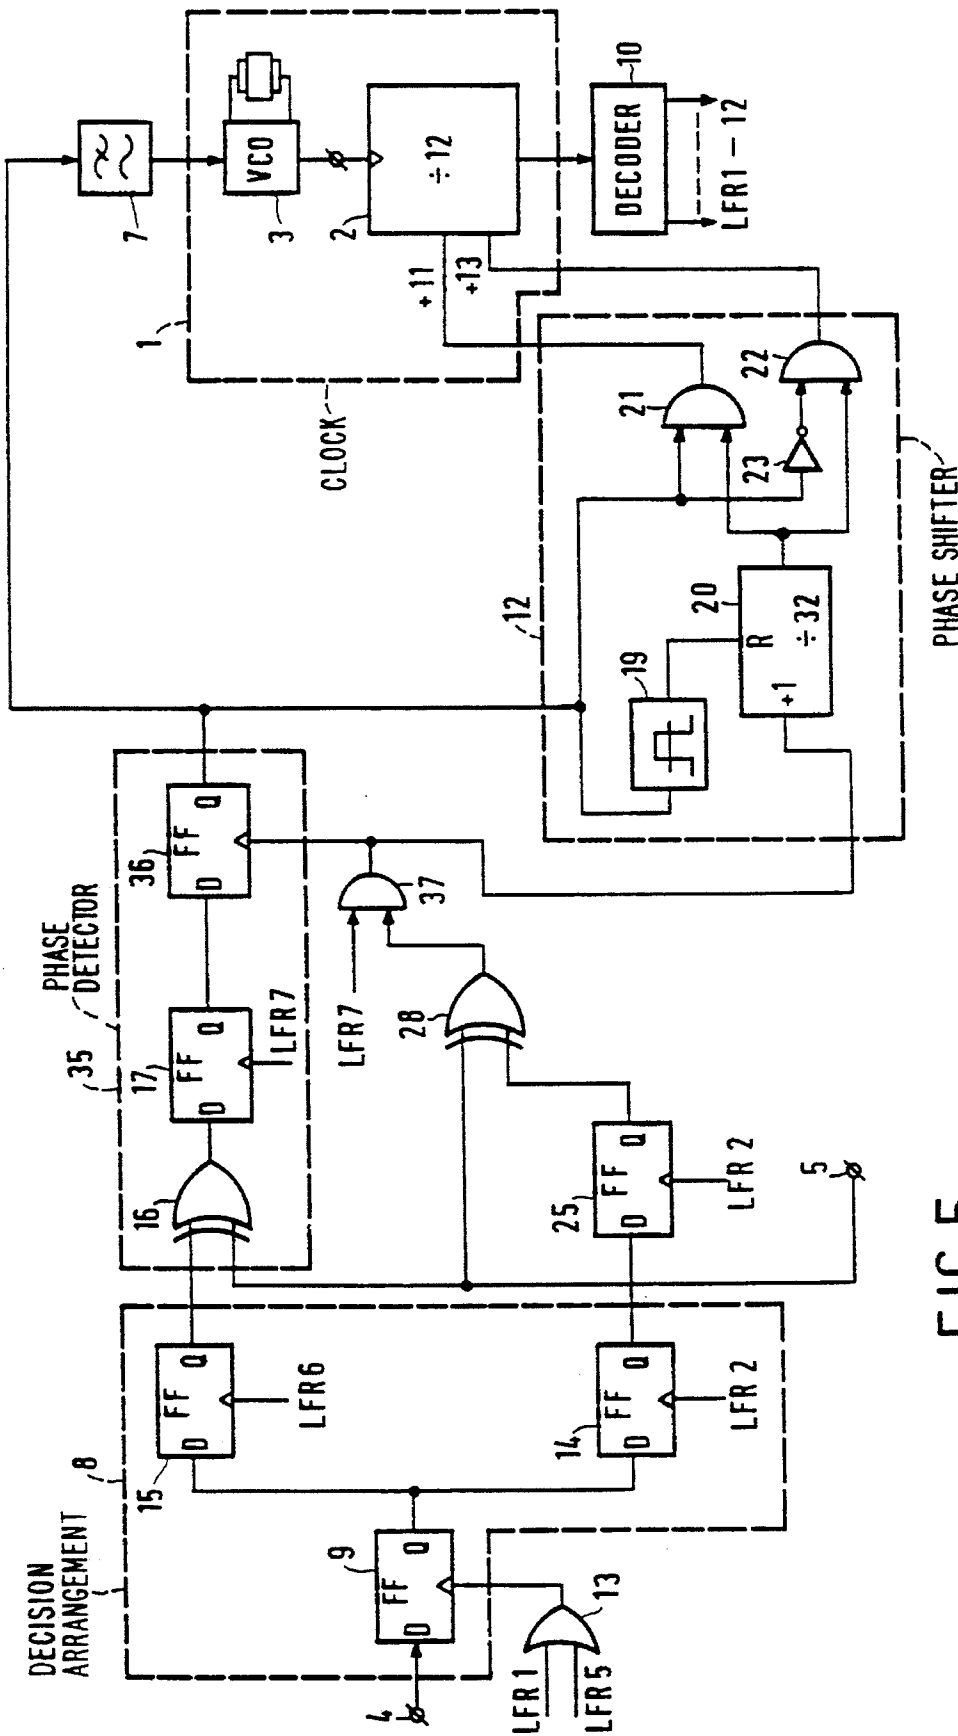 DECISION
ARRANGEMENT
8
4
LFR1
LFR5
13
D
FF
Q
9
15
D
FF
Q
LFR6
14
D
FF
Q
LFR2
PHASE
DETECTOR
35
16
17
D
FF
Q
LFR7
36
D
FF
Q
25
D
FF
Q
LFR2
5
28
LFR7
37
7
1
CLOCK
VCO
3
2
÷12
+11
+13
DECODER
10
LFR1-12
12
PHASE SHIFTER
19
20
R
+1
÷32
21
22
23